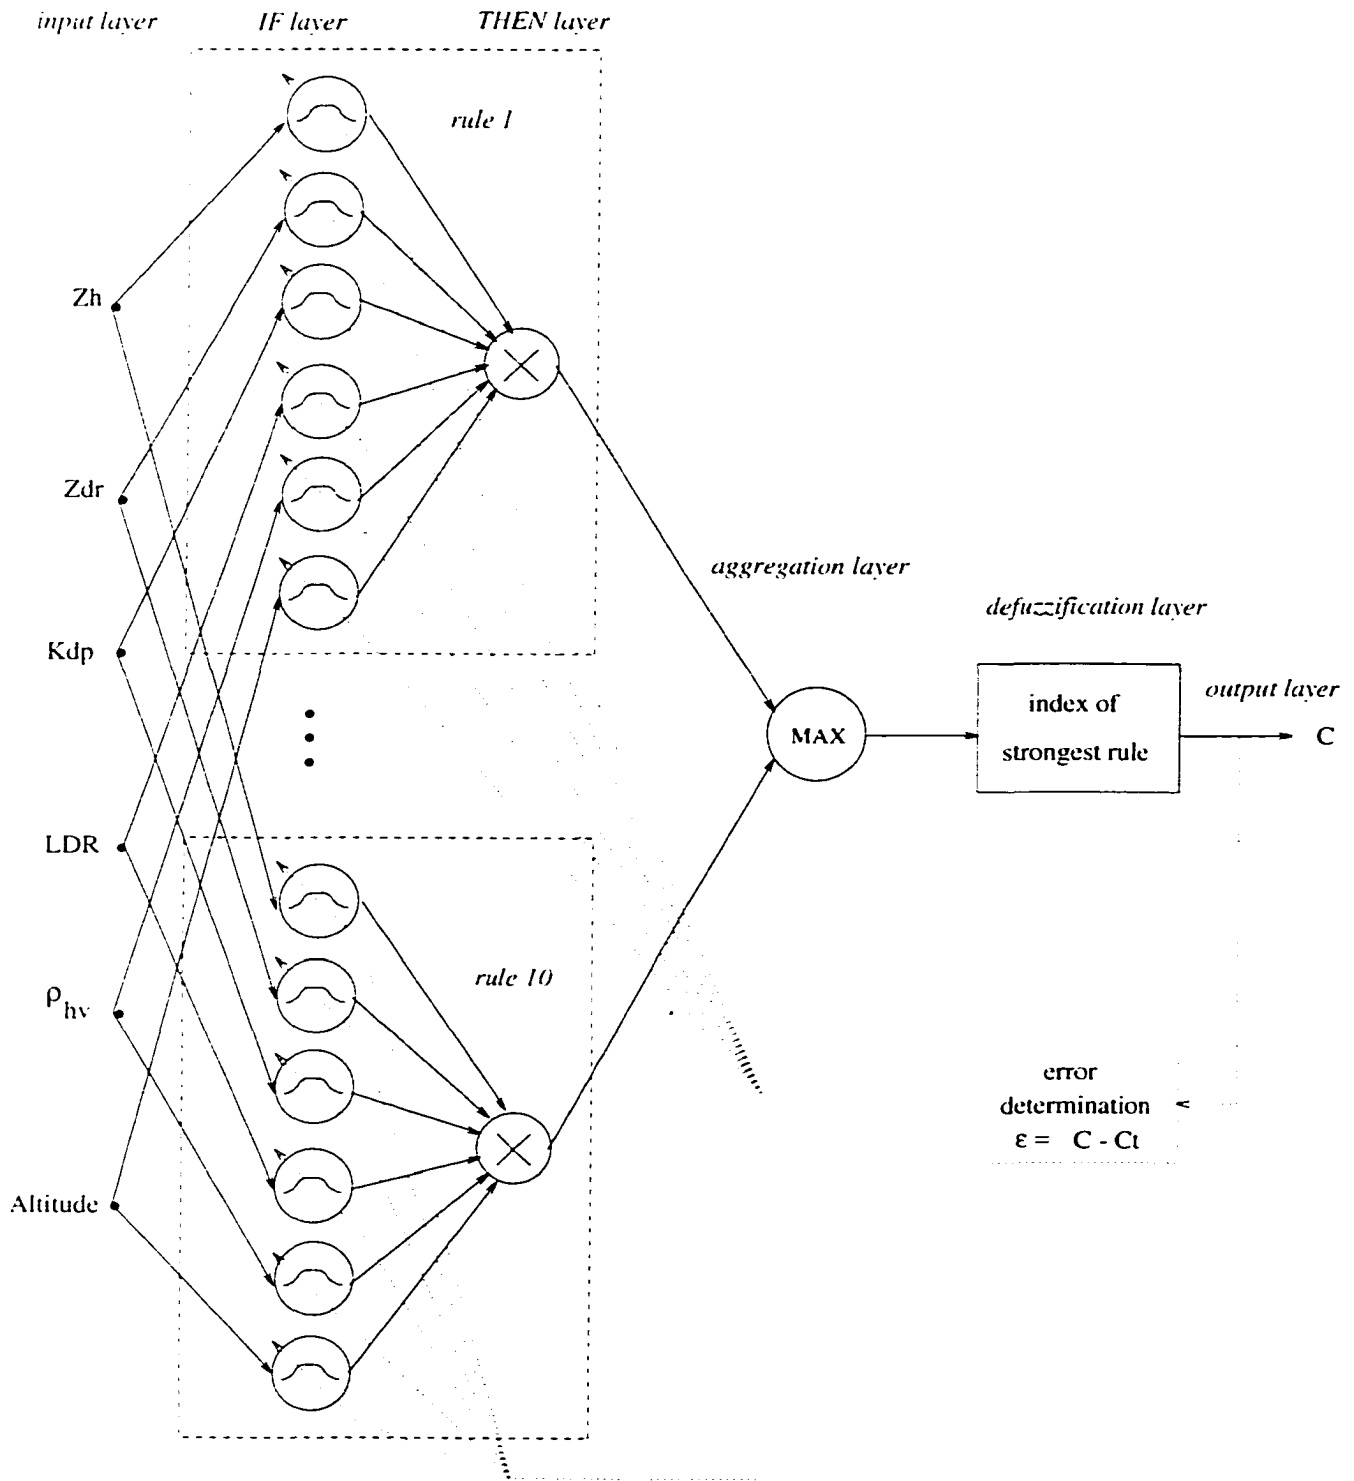 input layer
IF layer
THEN layer
rule 1
Zh
Zdr
Kdp
LDR
ρhv
Altitude
aggregation layer
defuzzification layer
output layer
MAX
index of
strongest rule
C
rule 10
error
determination
ε = C - Ct